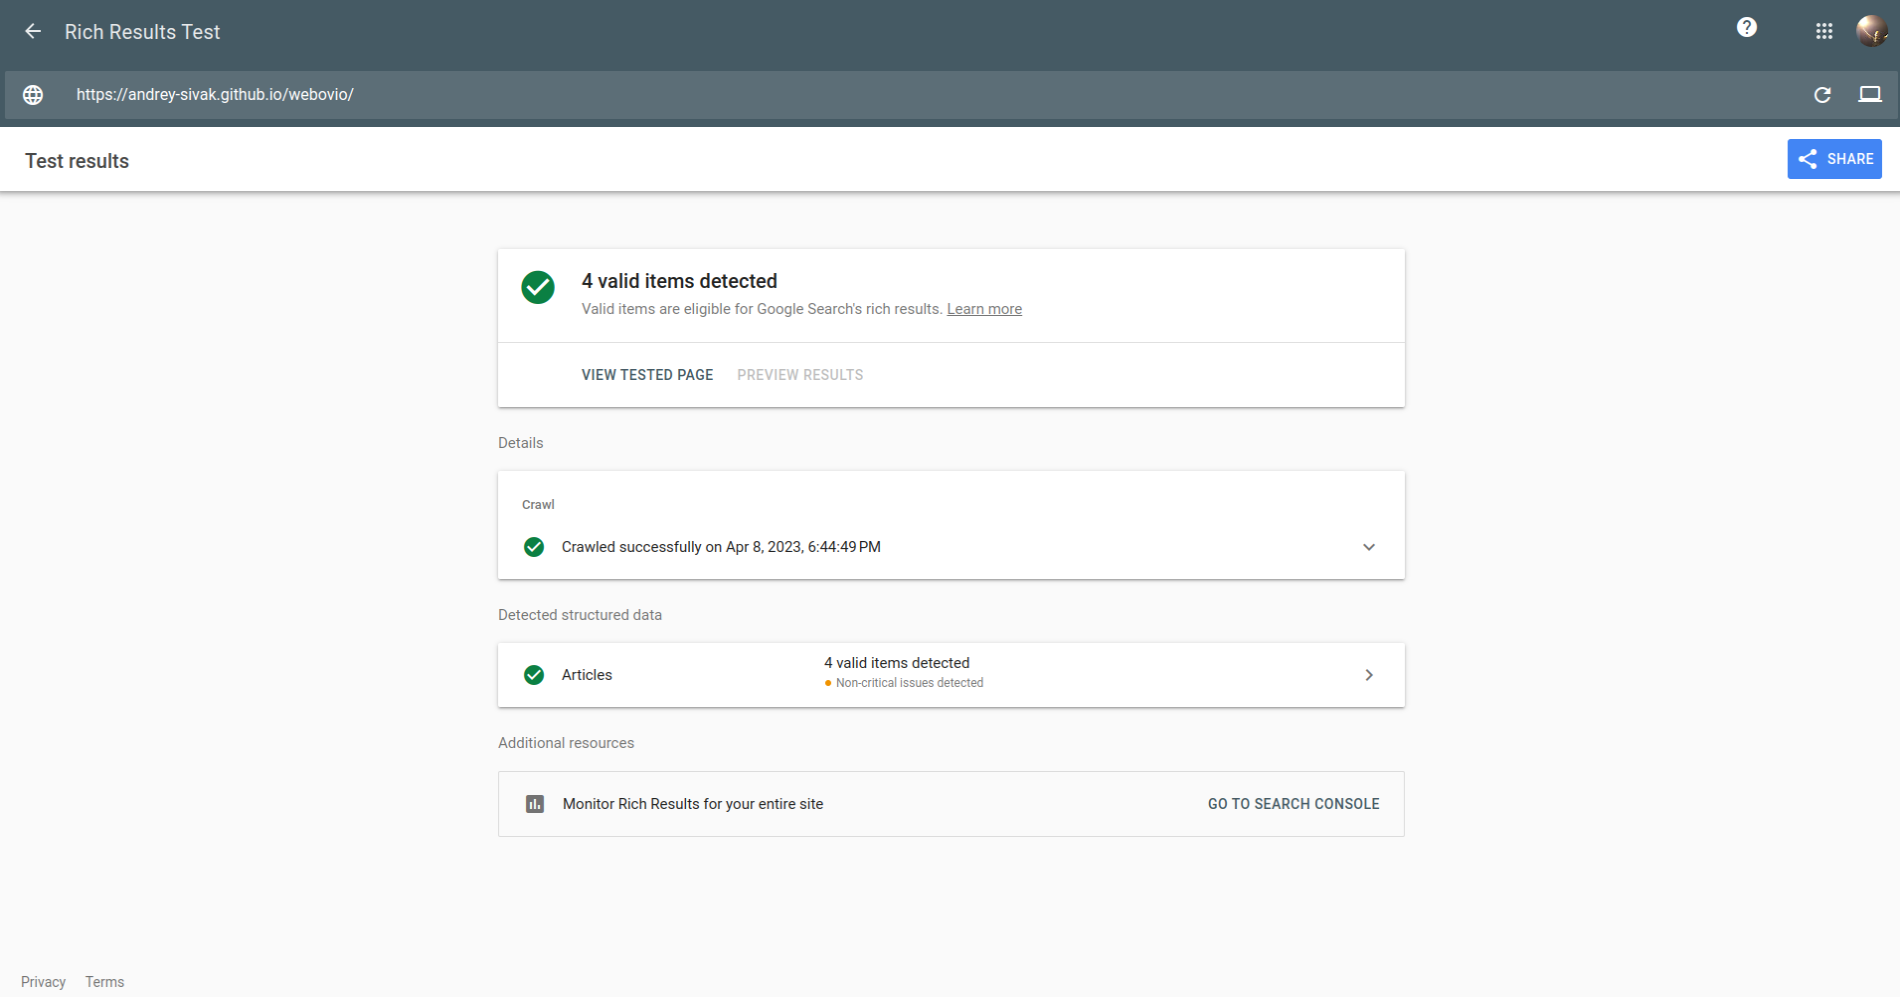 Rich Results Test
https://andrey-sivak.github.io/webovio/
Test results
SHARE
4 valid items detected
Valid items are eligible for Google Search's rich results. Learn more
VIEW TESTED PAGE PREVIEW RESULTS
Details
Crawl
Crawled successfully on Apr 8, 2023, 6:44:49 PM
Detected structured data
Articles
4 valid items detected
Non-critical issues detected
Additional resources
Monitor Rich Results for your entire site
GO TO SEARCH CONSOLE
Privacy Terms